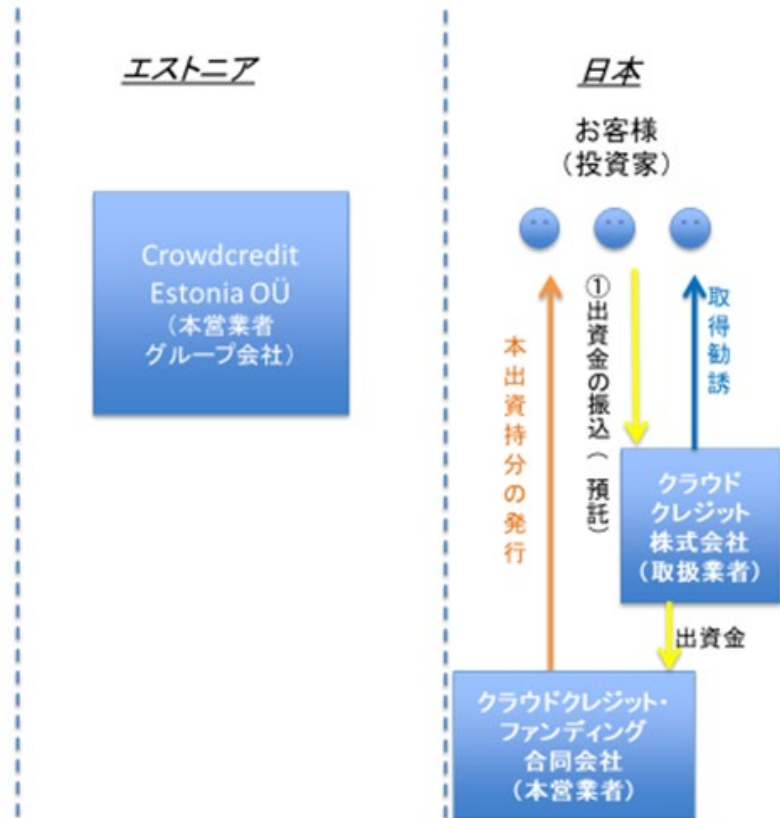 エストニア
Crowdcredit
Estonia OÜ
（本営業者
グループ会社）
日本
お客様
（投資家）
本出資持分の発行
①出資金の振込（預託）
取得勧誘
クラウド
クレジット
株式会社
（取扱業者）
出資金
クラウドクレジット・
ファンディング
合同会社
（本営業者）